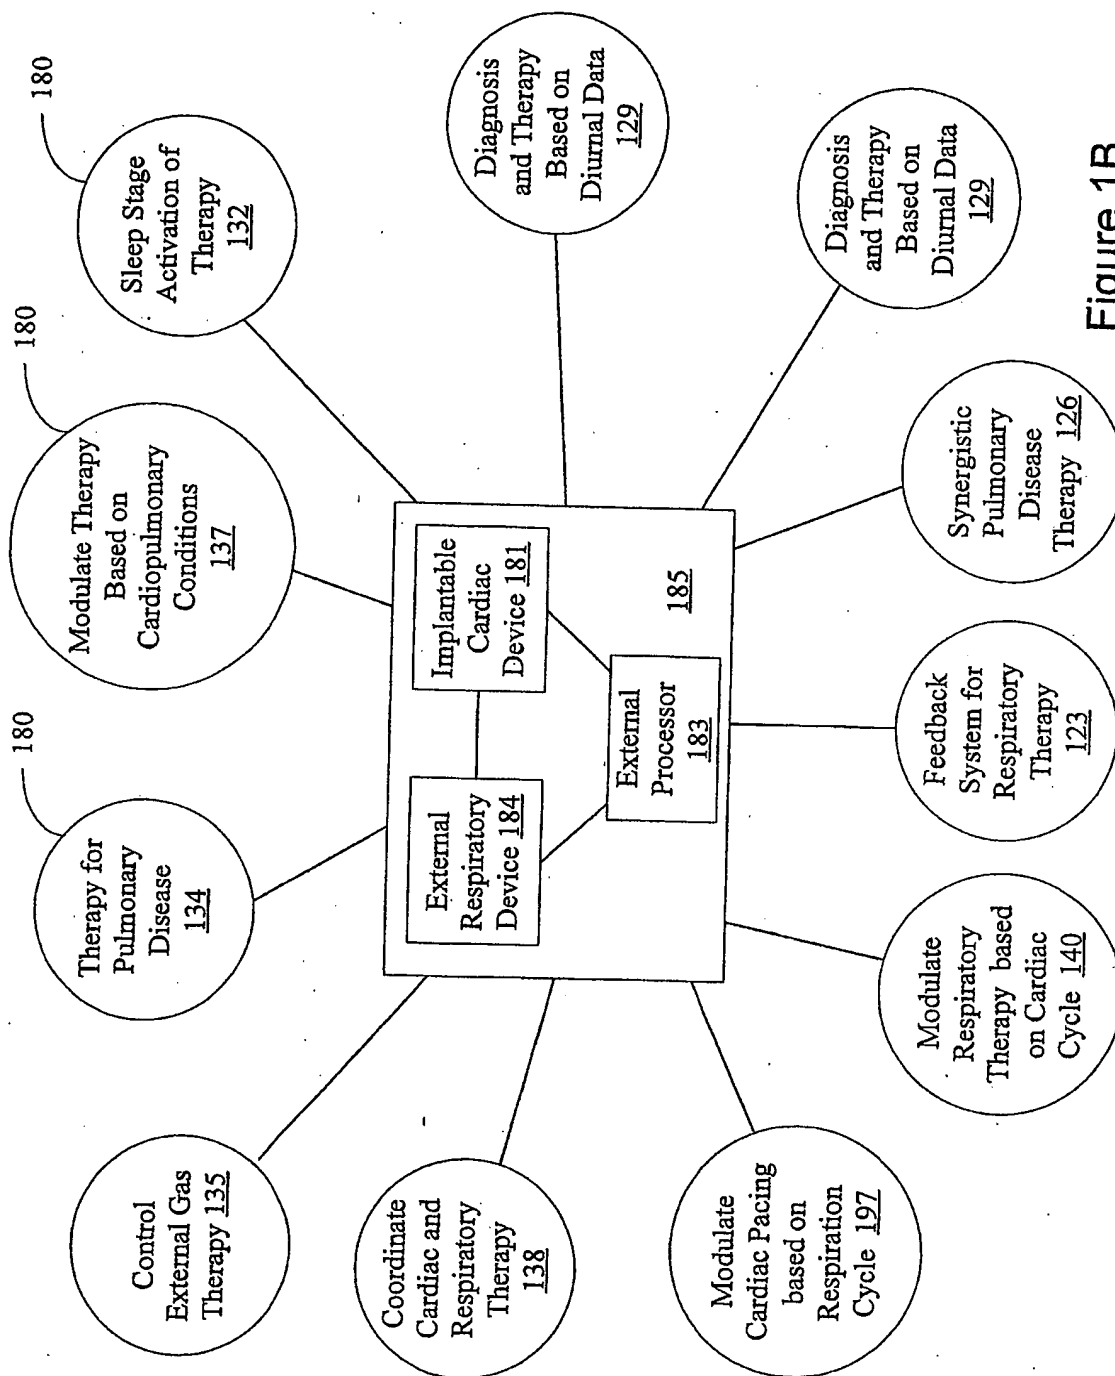 180
180
180
Control
External Gas
Therapy 135
Therapy for
Pulmonary
Disease
134
Modulate Therapy
Based on
Cardiopulmonary
Conditions
137
Sleep Stage
Activation of
Therapy
132
Coordinate
Cardiac and
Respiratory
Therapy
138
External
Respiratory
Device 184
Implantable
Cardiac
Device 181
External
Processor
183
185
Diagnosis
and Therapy
Based on
Diurnal Data
129
Modulate
Cardiac Pacing
based on
Respiration
Cycle 197
Modulate
Respiratory
Therapy based
on Cardiac
Cycle 140
Feedback
System for
Respiratory
Therapy
123
Synergistic
Pulmonary
Disease
Therapy 126
Diagnosis
and Therapy
Based on
Diurnal Data
129
Figure 1B